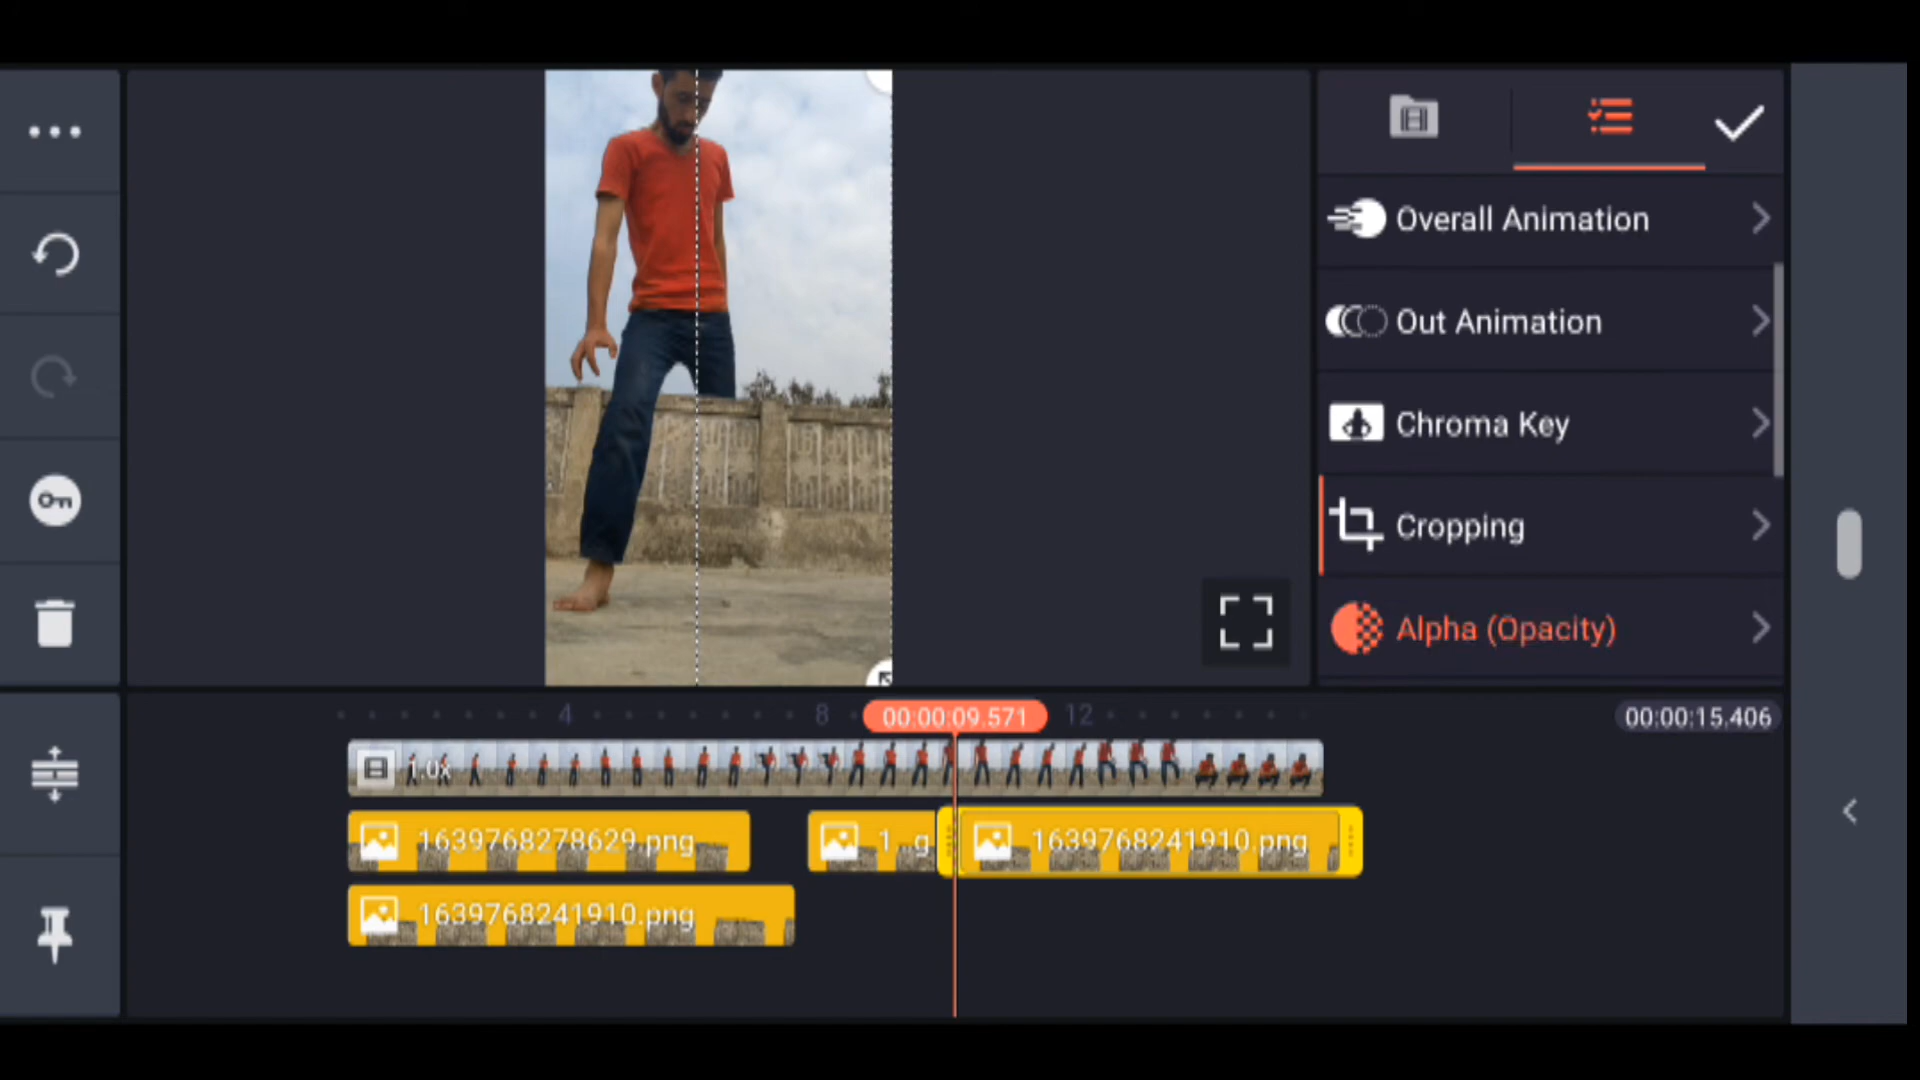 Overall Animation
Out Animation
Chroma Key
Cropping
Alpha (Opacity)
4
8
00:00:09.571
12
00:00:15.406
1.0x
1639768278629.png
1 g
1639768241910.png
1639768241910.png